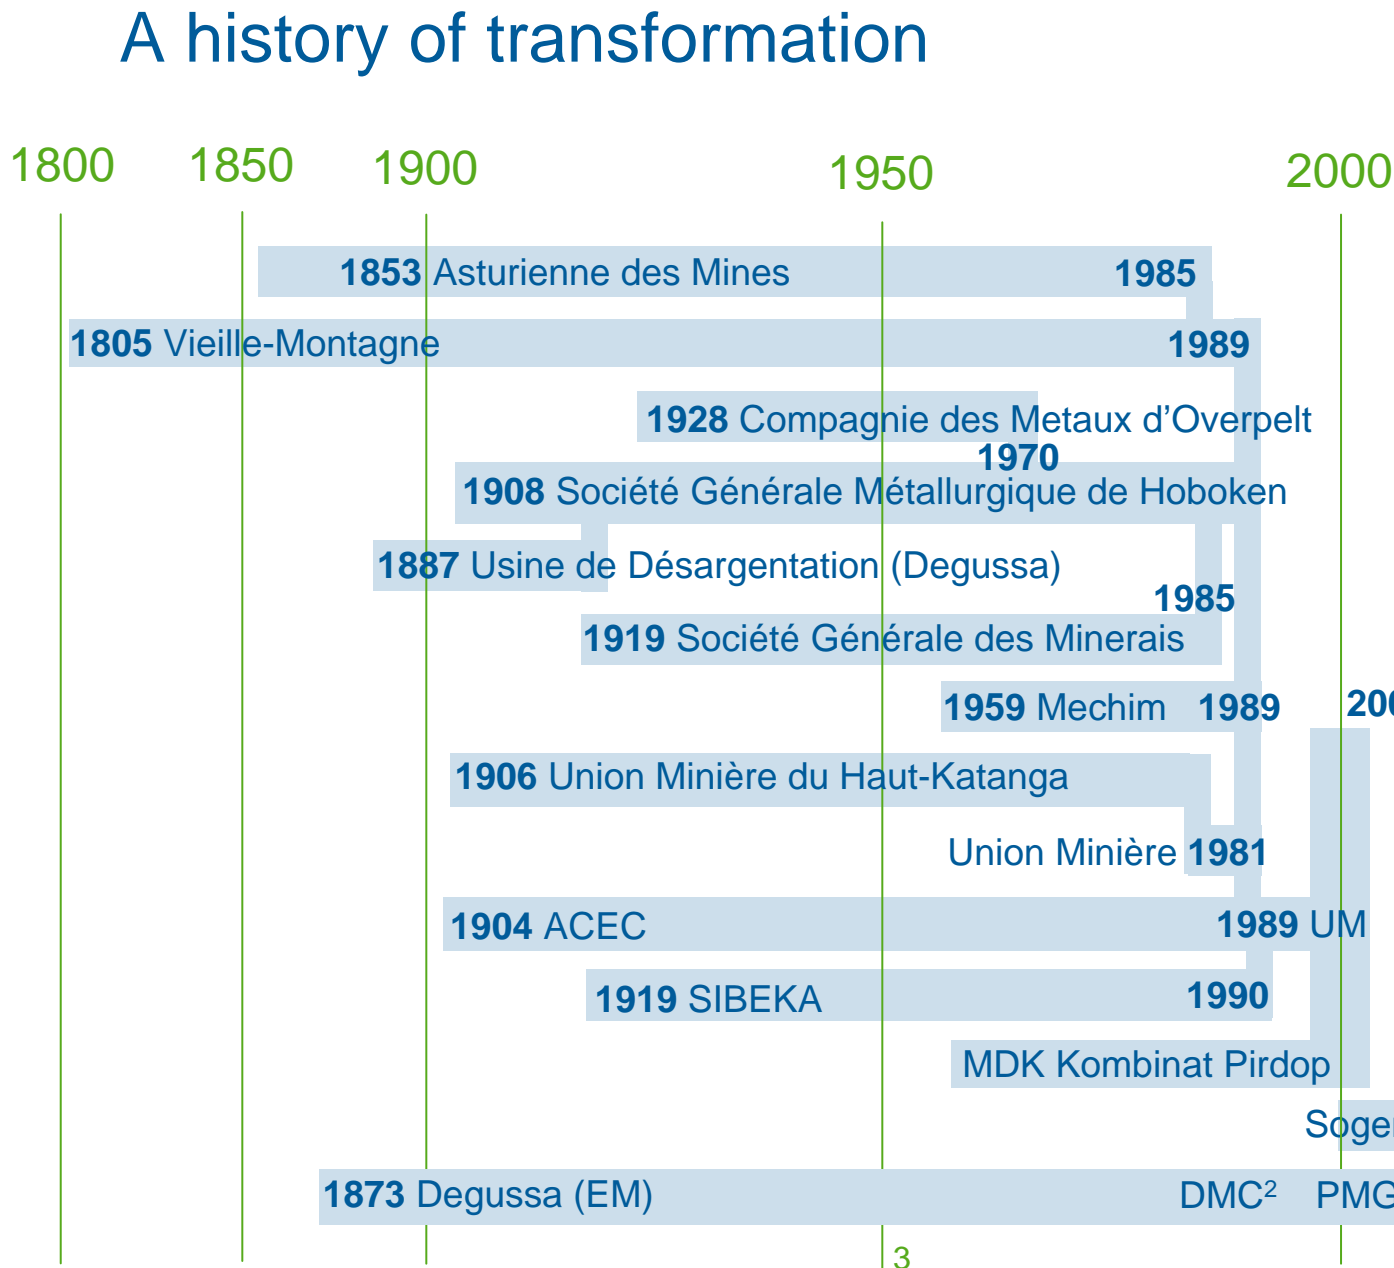 A history of transformation
1800 1850 1900 1950 2000
1853 Asturienne des Mines 1985
1805 Vieille-Montagne 1989
1928 Compagnie des Metaux d’Overpelt
1970
1908 Société Générale Métallurgique de Hoboken
1887 Usine de Désargentation (Degussa)
1985
1919 Société Générale des Minerais
1959 Mechim 1989
1906 Union Minière du Haut-Katanga
Union Minière 1981
1904 ACEC 1989 UM
1919 SIBEKA 1990
MDK Kombinat Pirdop
1873 Degussa (EM) DMC² PMG
3